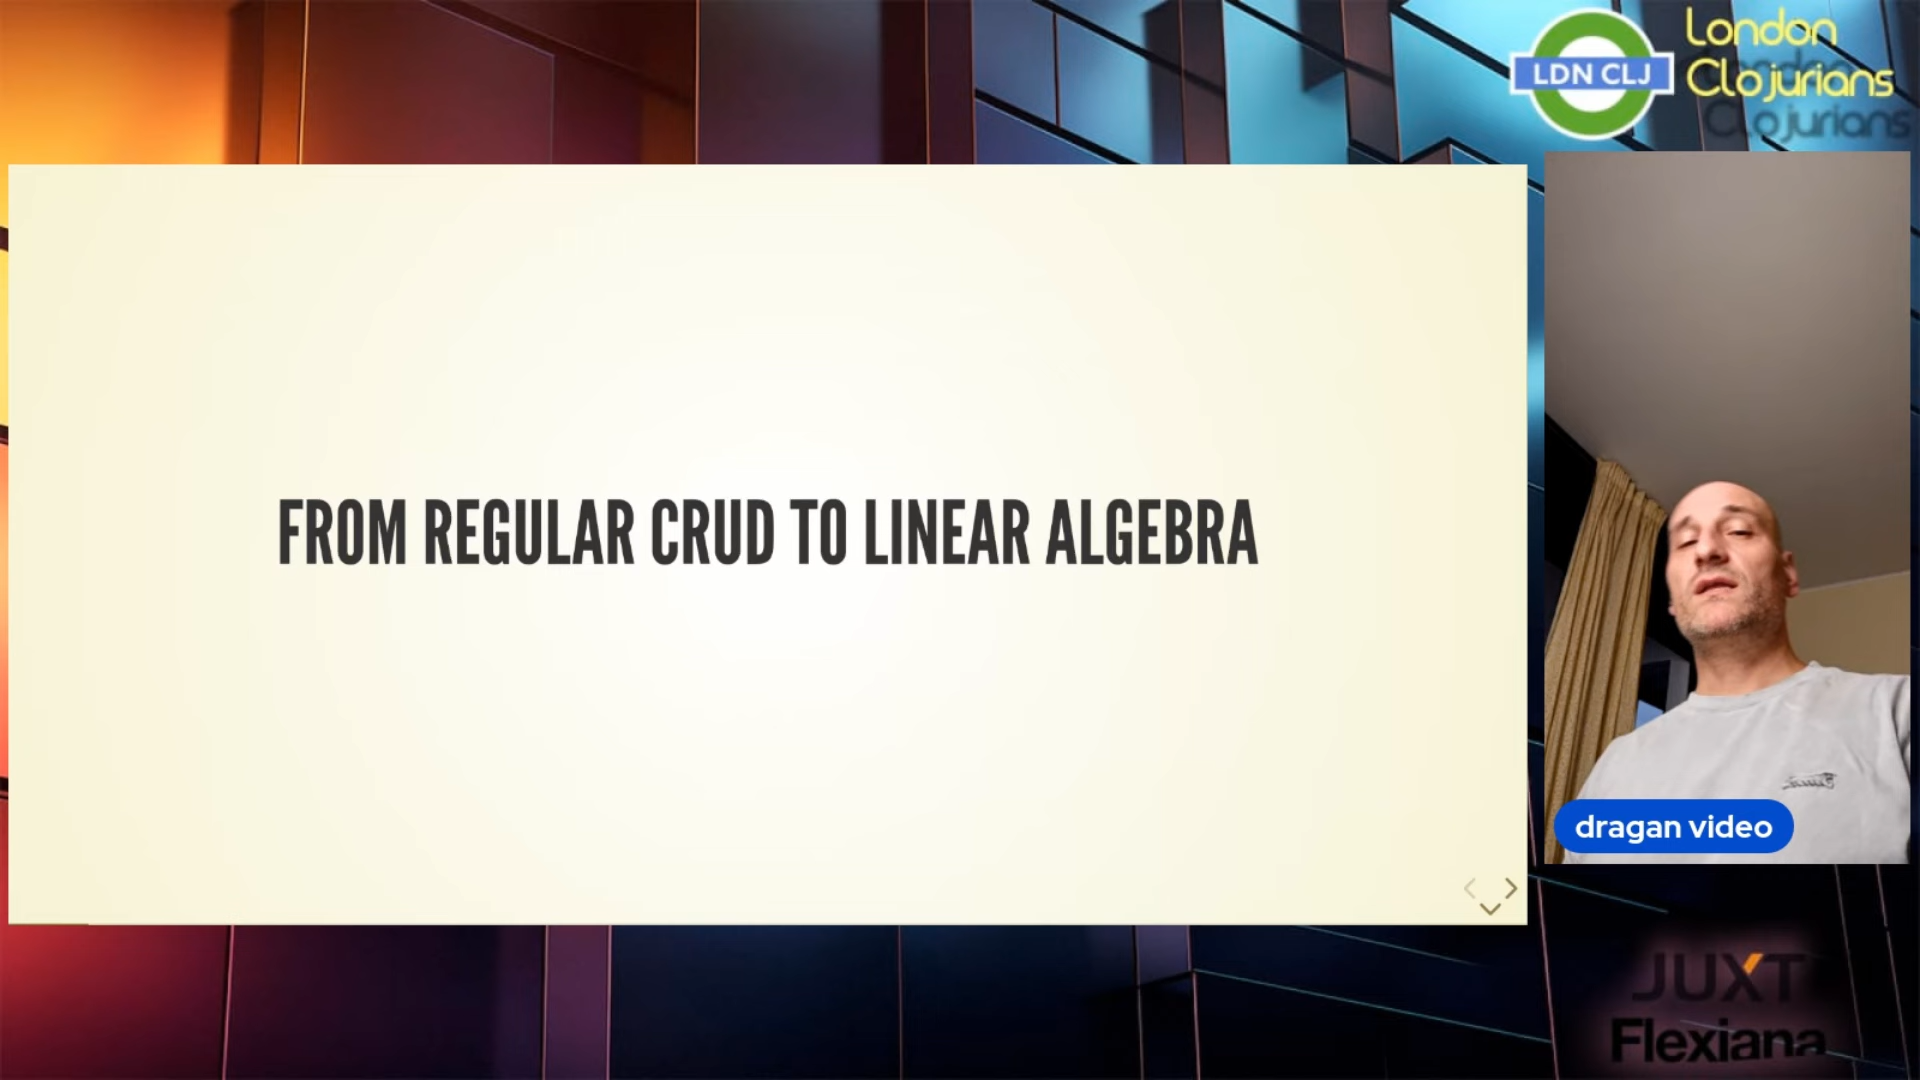 LDN CLJ
London
Clojurians
FROM REGULAR CRUD TO LINEAR ALGEBRA
dragan video
JUXT
Flexiana